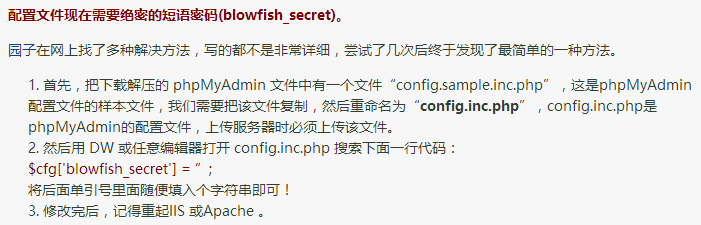 配置文件现在需要绝密的短语密码(blowfish_secret)。
园子在网上找了多种解决方法，写的都不是非常详细，尝试了几次后终于发现了最简单的一种方法。
1. 首先，把下载解压的 phpMyAdmin 文件中有一个文件“config.sample.inc.php”，这是phpMyAdmin
配置文件的样本文件，我们需要把该文件复制，然后重命名为“config.inc.php”，config.inc.php是
phpMyAdmin的配置文件，上传服务器时必须上传该文件。
2. 然后用 DW 或任意编辑器打开 config.inc.php 搜索下面一行代码：
$cfg['blowfish_secret'] = ”;
将后面单引号里面随便填入个字符串即可！
3. 修改完后，记得重起IIS 或Apache 。